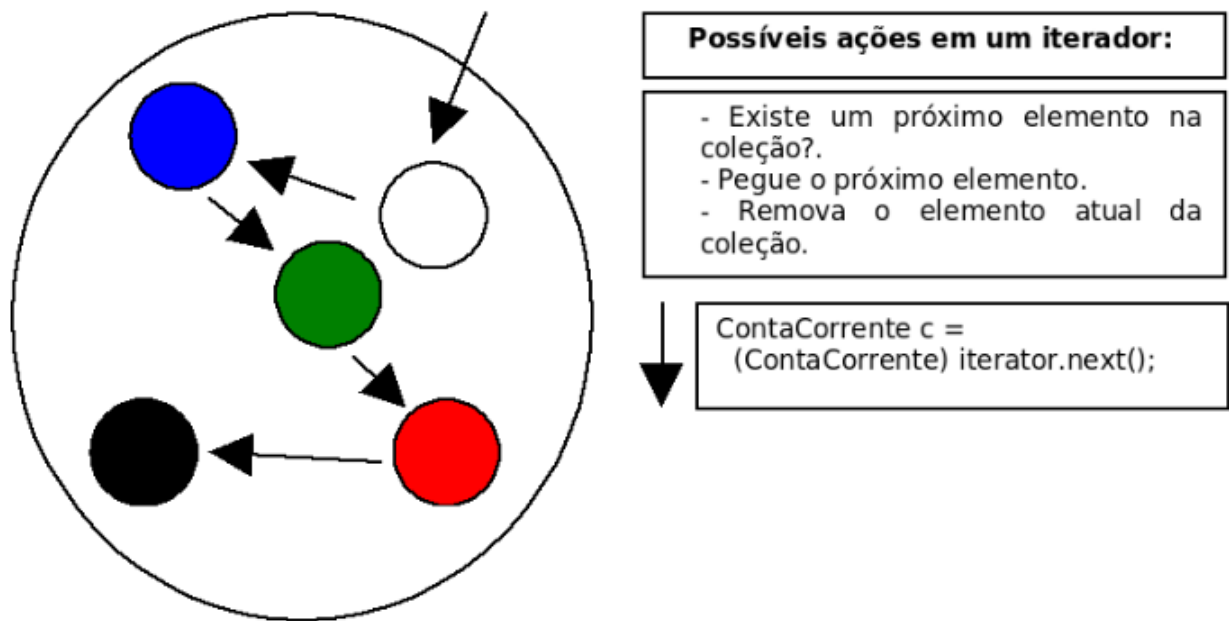 Possíveis ações em um iterador:
- Existe um próximo elemento na
coleção?.
- Pegue o próximo elemento.
- Remova o elemento atual da
coleção.
ContaCorrente c =
(ContaCorrente) iterator.next();